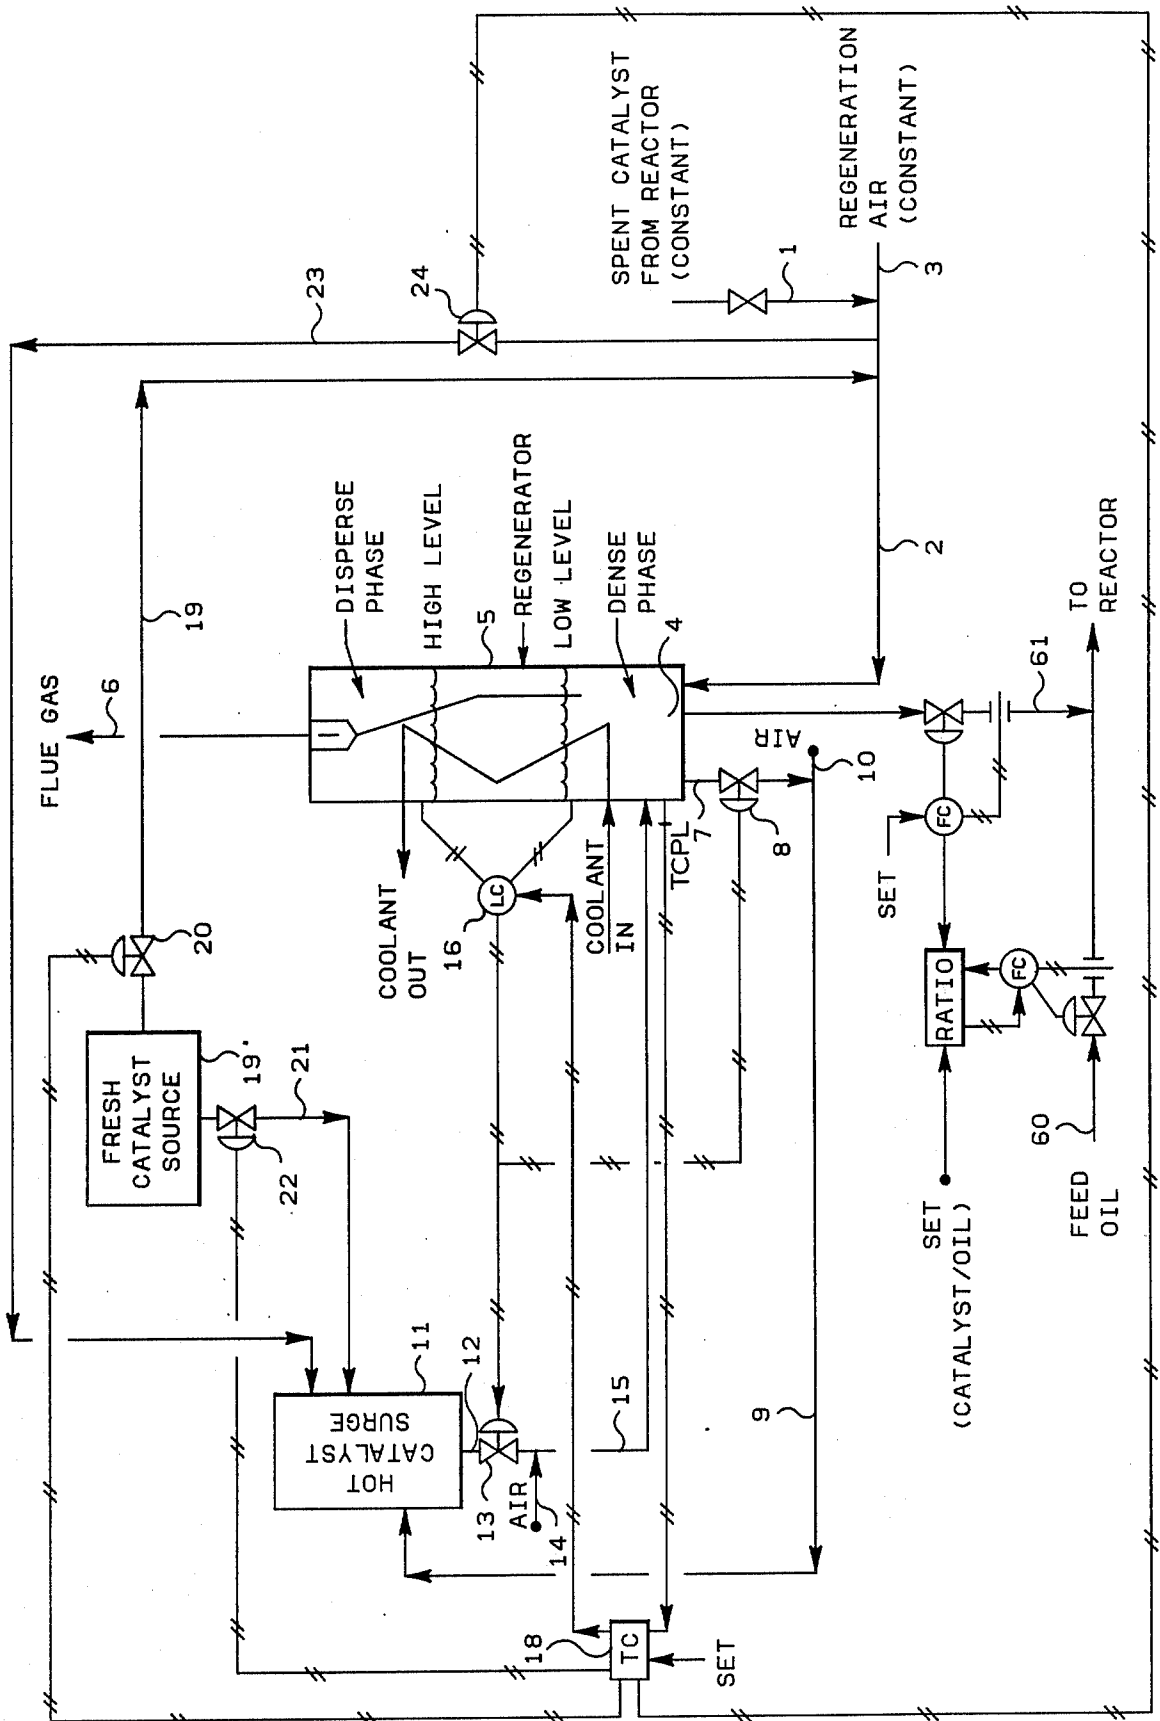 FLUE GAS
6
19
20
FRESH
CATALYST
SOURCE
19'
21
22
23
24
DISPERSE
PHASE
HIGH LEVEL
5
REGENERATOR
LOW LEVEL
DENSE
PHASE
4
SPENT CATALYST
FROM REACTOR
(CONSTANT)
1
REGENERATION
AIR
(CONSTANT)
3
2
COOLANT
OUT
16
LC
COOLANT
IN
TCPL
7
8
AIR
10
HOT
CATALYST
SURGE
11
12
13
AIR
14
15
9
18
TC
SET
SET
FC
RATIO
FC
61
TO
REACTOR
SET
(CATALYST/OIL)
60
FEED
OIL